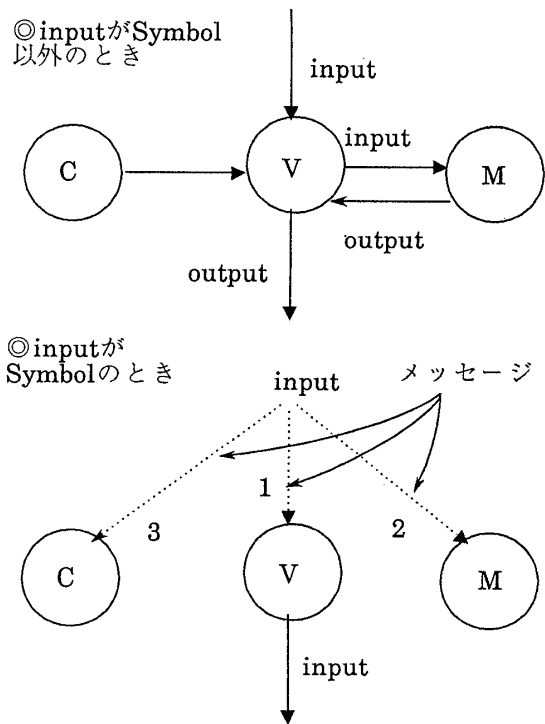 ◎inputがSymbol
以外のとき
input
C
V
input
M
output
output
◎inputが
Symbolのとき
input
メッセージ
1
3
2
C
V
M
input